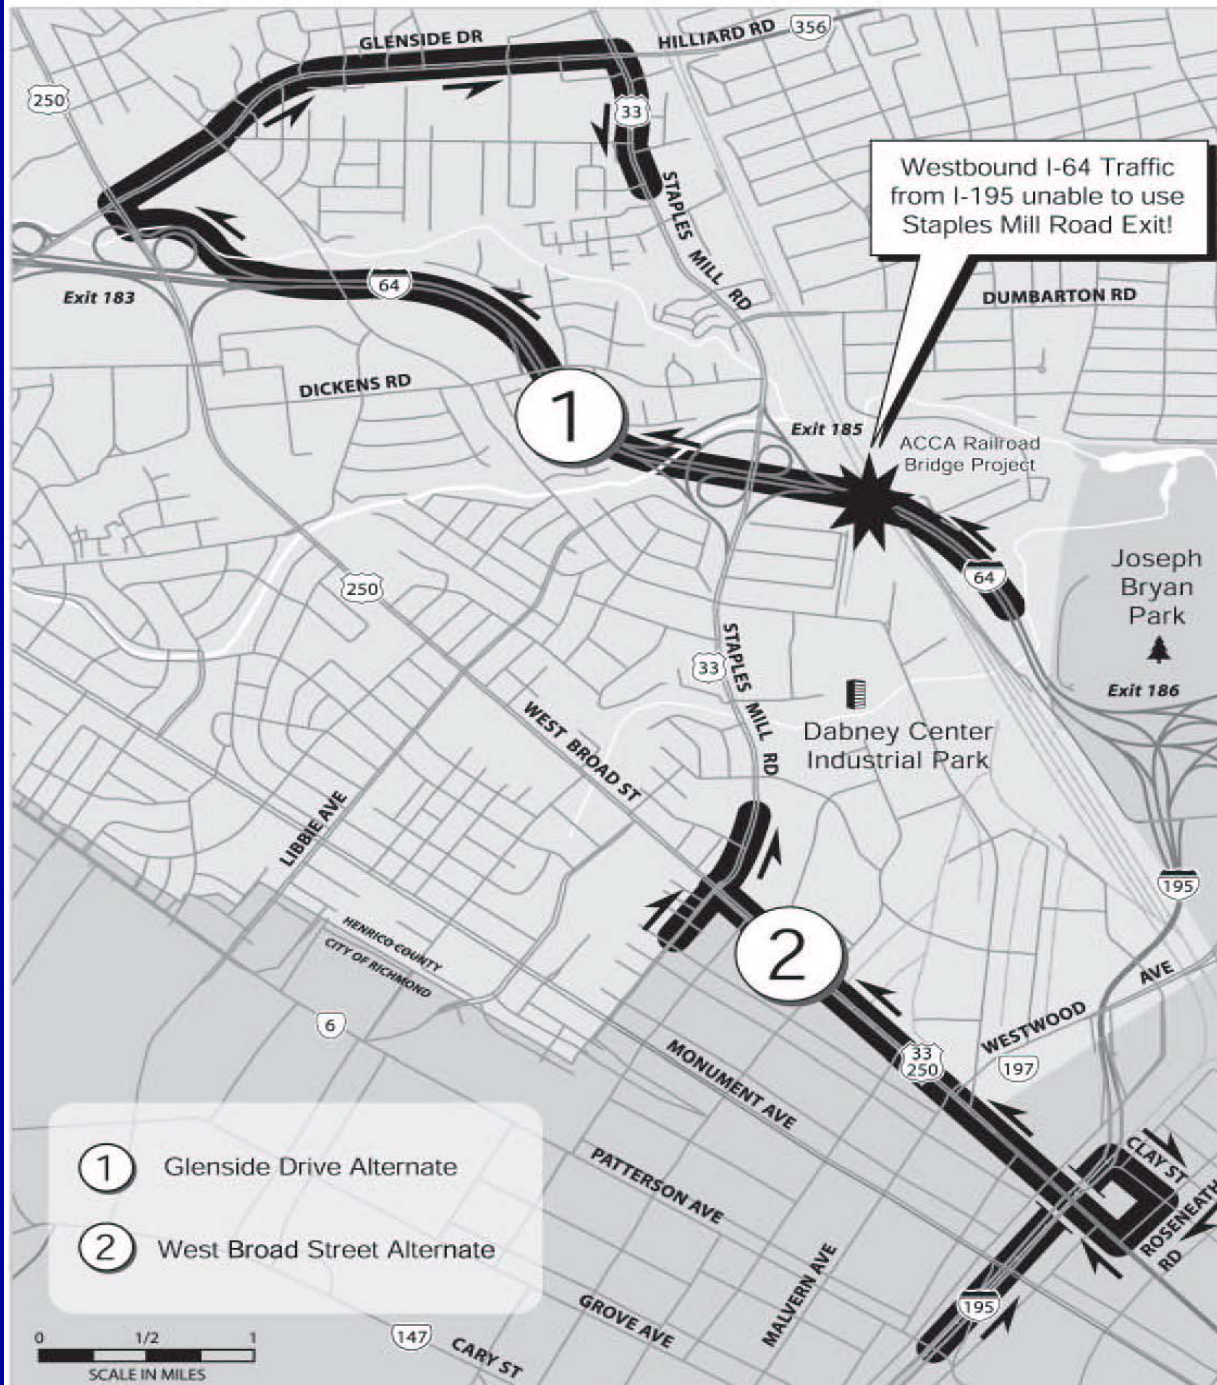 GLENSIDE DR
HILLIARD RD
356
250
33
Westbound I-64 Traffic
from I-195 unable to use
Staples Mill Road Exit!
STAPLES MILL RD
64
Exit 183
DUMBARTON RD
DICKENS RD
1
Exit 185
ACCA Railroad
Bridge Project
64
Joseph
Bryan
Park
250
33
STAPLES MILL RD
Exit 186
WEST BROAD ST
Dabney Center
Industrial Park
LIBBIE AVE
195
HENRICO COUNTY
CITY OF RICHMOND
2
WESTWOOD AVE
6
33
250
197
MONUMENT AVE
CLAY ST
PATTERSON AVE
ROSENEATH
RD
MALVERN AVE
195
GROVE AVE
147
CARY ST
1 Glenside Drive Alternate
2 West Broad Street Alternate
0 1/2 1
SCALE IN MILES